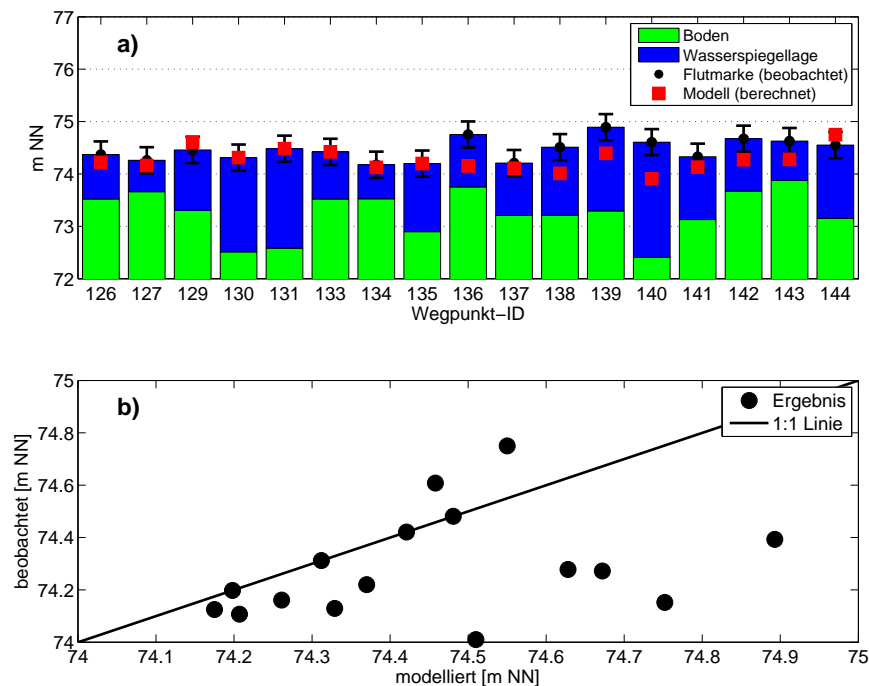 77
76
75
74
73
72
m NN
a)
Boden
Wasserspiegellage
Flutmarke (beobachtet)
Modell (berechnet)
126 127 129 130 131 133 134 135 136 137 138 139 140 141 142 143 144
Wegpunkt−ID
75
74.8
74.6
74.4
74.2
74
beobachtet [m NN]
b)
Ergebnis
1:1 Linie
74 74.1 74.2 74.3 74.4 74.5 74.6 74.7 74.8 74.9 75
modelliert [m NN]